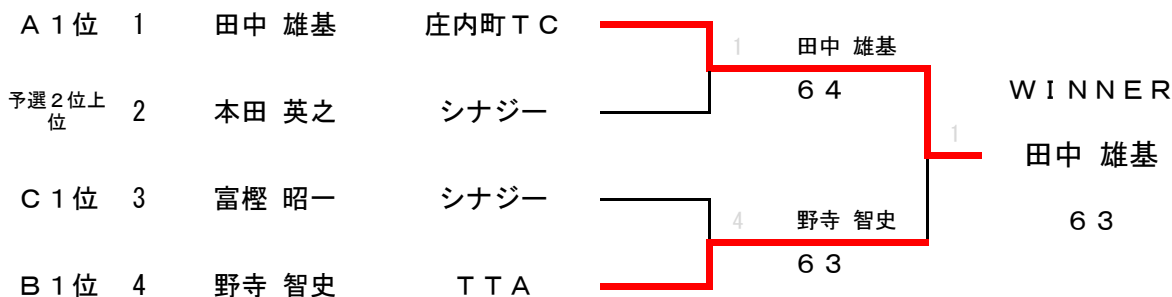 A１位 1 田中 雄基 庄内町ＴＣ
予選２位上
位 2 本田 英之 シナジー
C１位 3 富樫 昭一 シナジー
B１位 4 野寺 智史 ＴＴＡ
1 田中 雄基
６４
4 野寺 智史
６３
1
ＷＩＮＮＥＲ
田中 雄基
６３